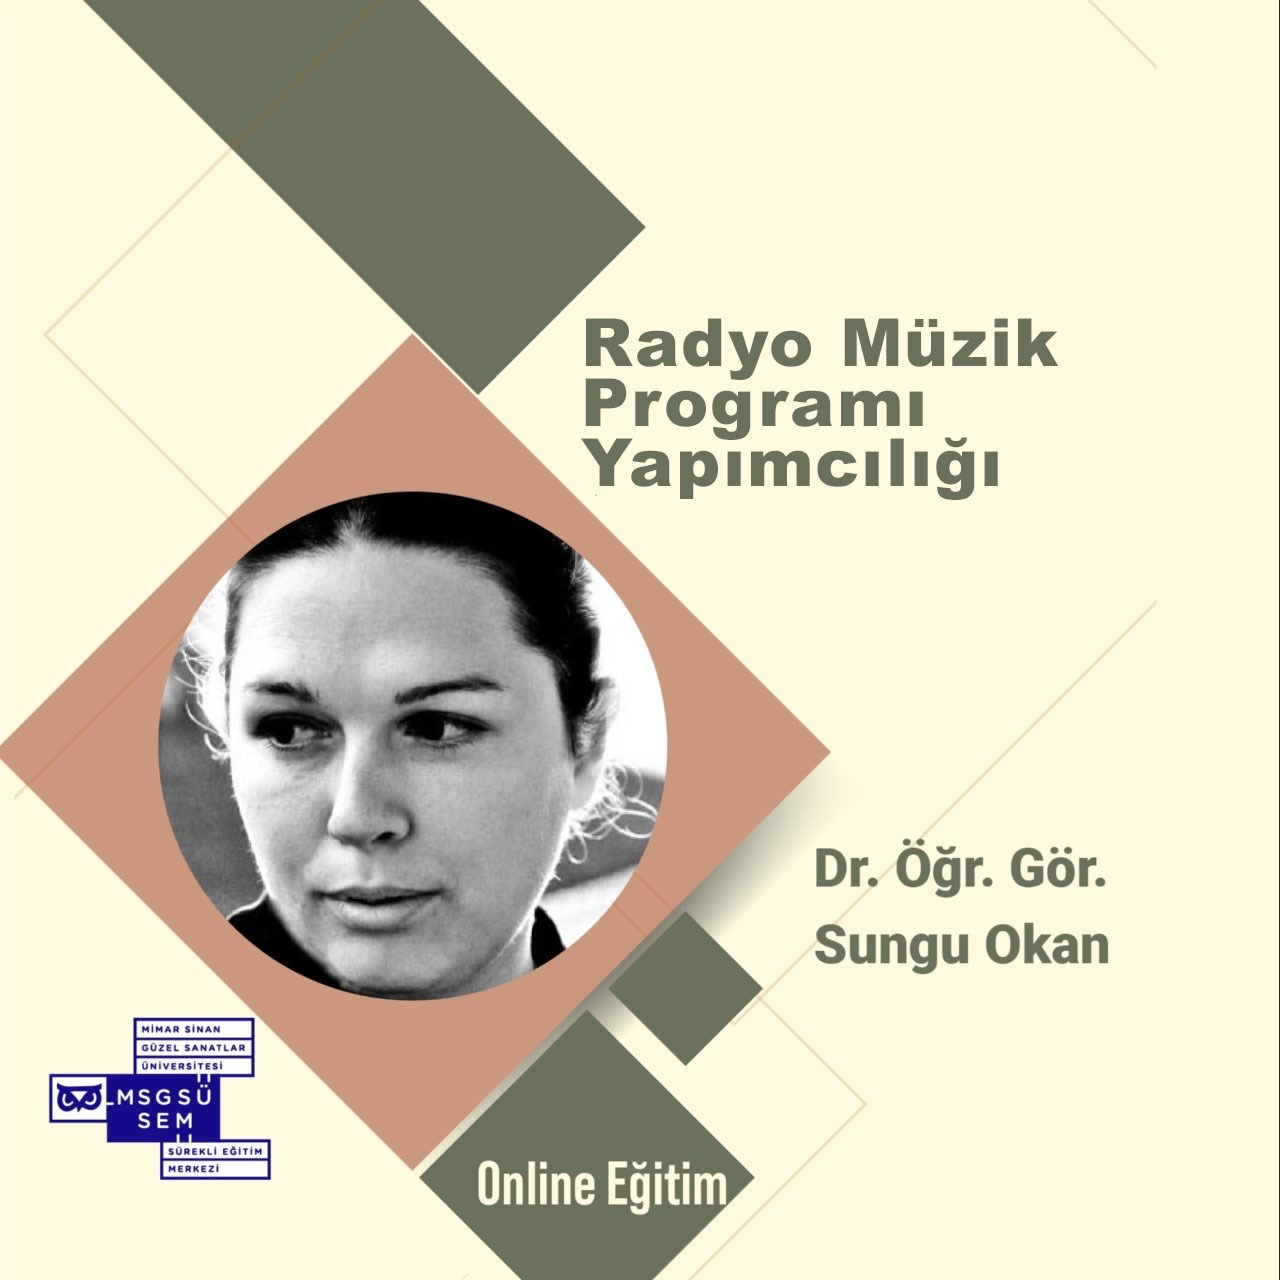 Radyo Müzik
Programı
Yapımcılığı
Dr. Öğr. Gör.
Sungu Okan
MİMAR SİNAN
GÜZEL SANATLAR
ÜNİVERSİTESİ
MSGSÜ
SEM
SÜREKLİ EĞİTİM
MERKEZİ
Online Eğitim